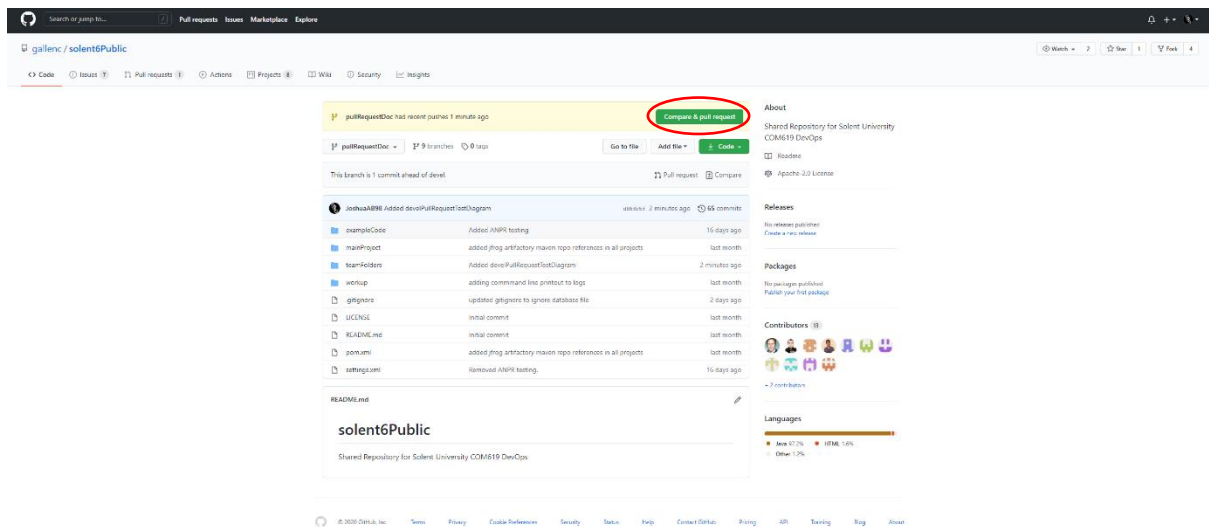 Search or jump to... / Pull requests Issues Marketplace Explore
gallenc / solent6Public
Watch 2 Star 1 Fork 4
Code Issues 7 Pull requests 1 Actions Projects 8 Wiki Security Insights
pullRequestDoc had recent pushes 1 minute ago Compare & pull request
pullRequestDoc 9 branches 0 tags Go to file Add file Code
This branch is 1 commit ahead of devel. Pull request Compare
JoshuaAB98 Added develPullRequestTestDiagram 2 minutes ago 65 commits
exampleCode Added ANPR testing 16 days ago
mainProject added jfrog artifactory maven repo references in all projects last month
teamFolders Added develPullRequestTestDiagram 2 minutes ago
workup adding commmand line printout to logs last month
.gitignore updated gitignore to ignore database file 2 days ago
LICENSE Initial commit last month
README.md Initial commit last month
pom.xml added jfrog artifactory maven repo references in all projects last month
settings.xml Removed ANPR testing. 16 days ago
README.md
solent6Public
Shared Repository for Solent University COM619 DevOps
About
Shared Repository for Solent University
COM619 DevOps
Readme
Apache-2.0 License
Releases
No releases published
Create a new release
Packages
No packages published
Publish your first package
Contributors 13
+ 2 contributors
Languages
Java 97.2% HTML 1.6%
Other 1.2%
© 2020 GitHub, Inc. Terms Privacy Cookie Preferences Security Status Help Contact GitHub Pricing API Training Blog About